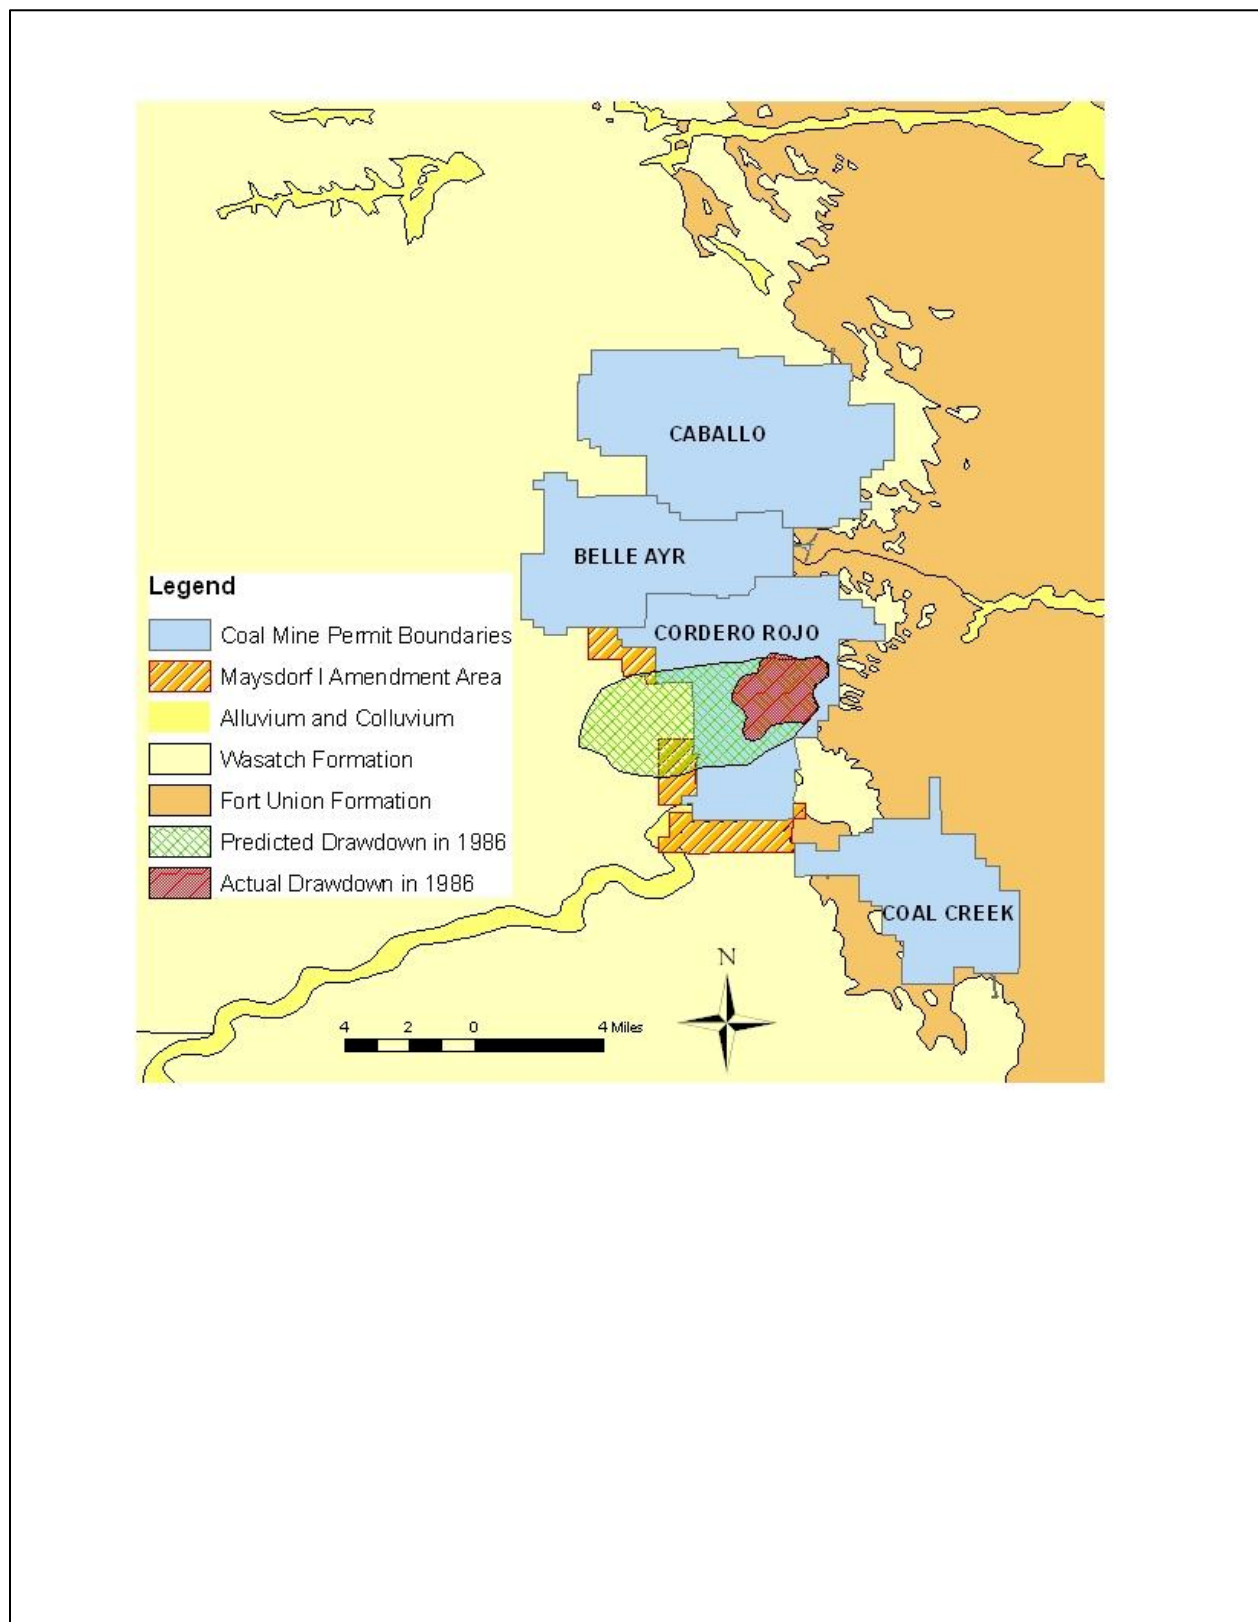 CABALLO
BELLE AYR
Legend
Coal Mine Permit Boundaries
CORDERO ROJO
Maysdorf I Amendment Area
Alluvium and Colluvium
Wasatch Formation
Fort Union Formation
Predicted Drawdown in 1986
Actual Drawdown in 1986
COAL CREEK
N
4 2 0 4 Miles